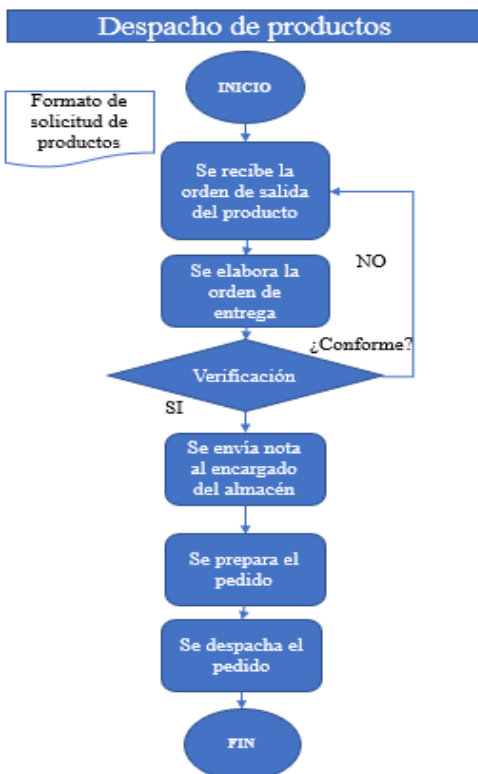 Despacho de productos
INICIO
Formato de
solicitud de
productos
Se recibe la
orden de salida
del producto
NO
Se elabora la
orden de
entrega
¿Conforme?
Verificación
SI
Se envía nota
al encargado
del almacén
Se prepara el
pedido
Se despacha el
pedido
FIN